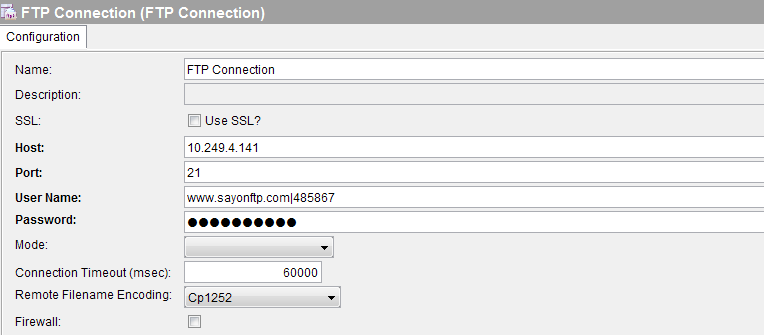 FTP Connection (FTP Connection)
Configuration
Name: FTP Connection
Description:
SSL: Use SSL?
Host: 10.249.4.141
Port: 21
User Name: www.sayonftp.com|485867
Password: ●●●●●●●●●●
Mode:
Connection Timeout (msec): 60000
Remote Filename Encoding: Cp1252
Firewall: